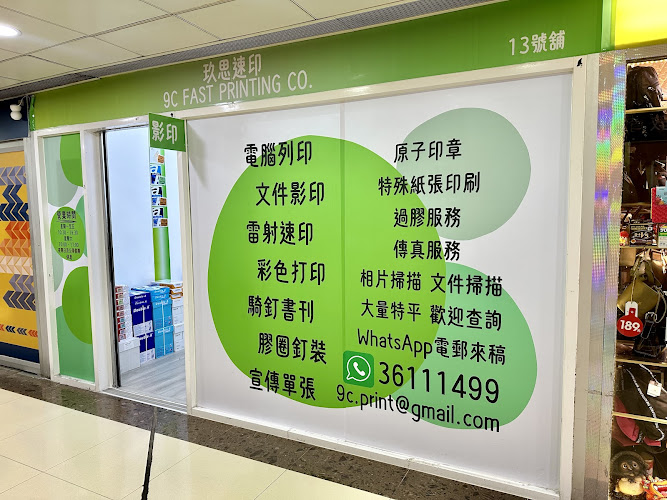 玖思速印
9C FAST PRINTING CO.
13號舖
影印
營業時間
電腦列印
文件影印
雷射速印
彩色打印
騎釘書刊
膠圈釘裝
宣傳單張
原子印章
特殊紙張印刷
過膠服務
傳真服務
相片掃描 文件掃描
大量特平 歡迎查詢
WhatsApp電郵來稿
36111499
9c.print@gmail.com
189